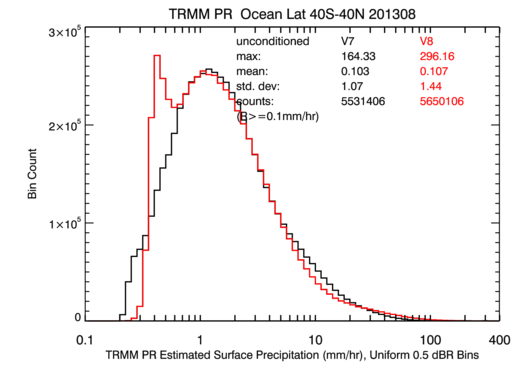 TRMM PR  Ocean Lat 40S-40N 201308
3×10⁵
unconditioned V7 V8
max: 164.33 296.16
mean: 0.103 0.107
std. dev: 1.07 1.44
counts: 5531406 5650106
(R>=0.1mm/hr)
2×10⁵
Bin Count
1×10⁵
0
0.1 1 10 100 400
TRMM PR Estimated Surface Precipitation (mm/hr), Uniform 0.5 dBR Bins